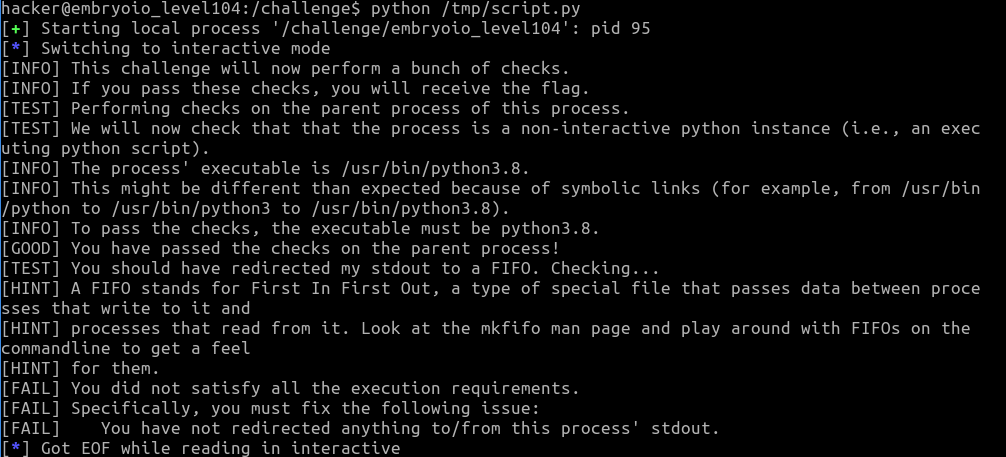 hacker@embryoio_level104:/challenge$ python /tmp/script.py
[+] Starting local process '/challenge/embryoio_level104': pid 95
[*] Switching to interactive mode
[INFO] This challenge will now perform a bunch of checks.
[INFO] If you pass these checks, you will receive the flag.
[TEST] Performing checks on the parent process of this process.
[TEST] We will now check that that the process is a non-interactive python instance (i.e., an exec
uting python script).
[INFO] The process' executable is /usr/bin/python3.8.
[INFO] This might be different than expected because of symbolic links (for example, from /usr/bin
/python to /usr/bin/python3 to /usr/bin/python3.8).
[INFO] To pass the checks, the executable must be python3.8.
[GOOD] You have passed the checks on the parent process!
[TEST] You should have redirected my stdout to a FIFO. Checking...
[HINT] A FIFO stands for First In First Out, a type of special file that passes data between proce
sses that write to it and
[HINT] processes that read from it. Look at the mkfifo man page and play around with FIFOs on the
commandline to get a feel
[HINT] for them.
[FAIL] You did not satisfy all the execution requirements.
[FAIL] Specifically, you must fix the following issue:
[FAIL]    You have not redirected anything to/from this process' stdout.
[*] Got EOF while reading in interactive